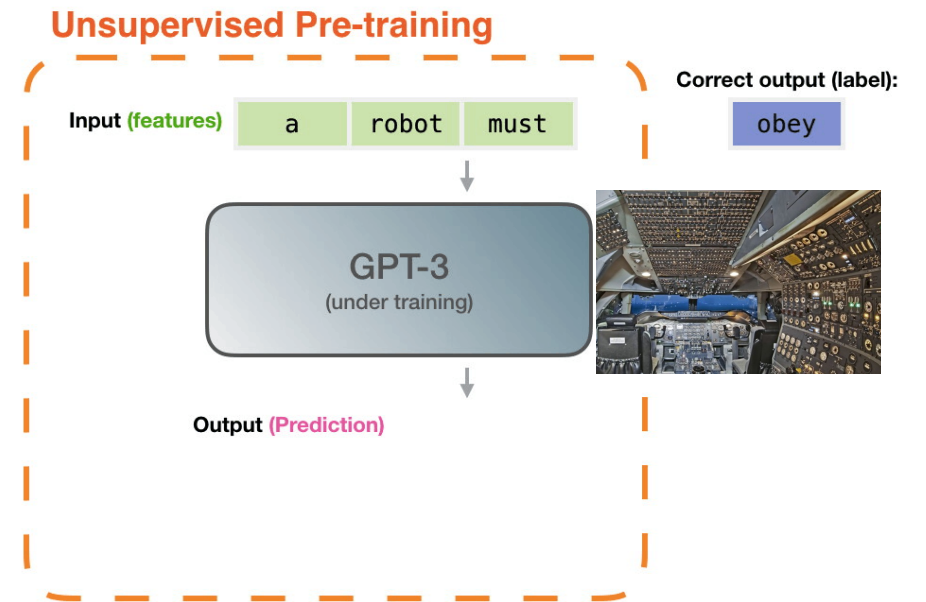 Unsupervised Pre-training
Correct output (label):
Input (features) a robot must
obey
GPT-3
(under training)
Output (Prediction)